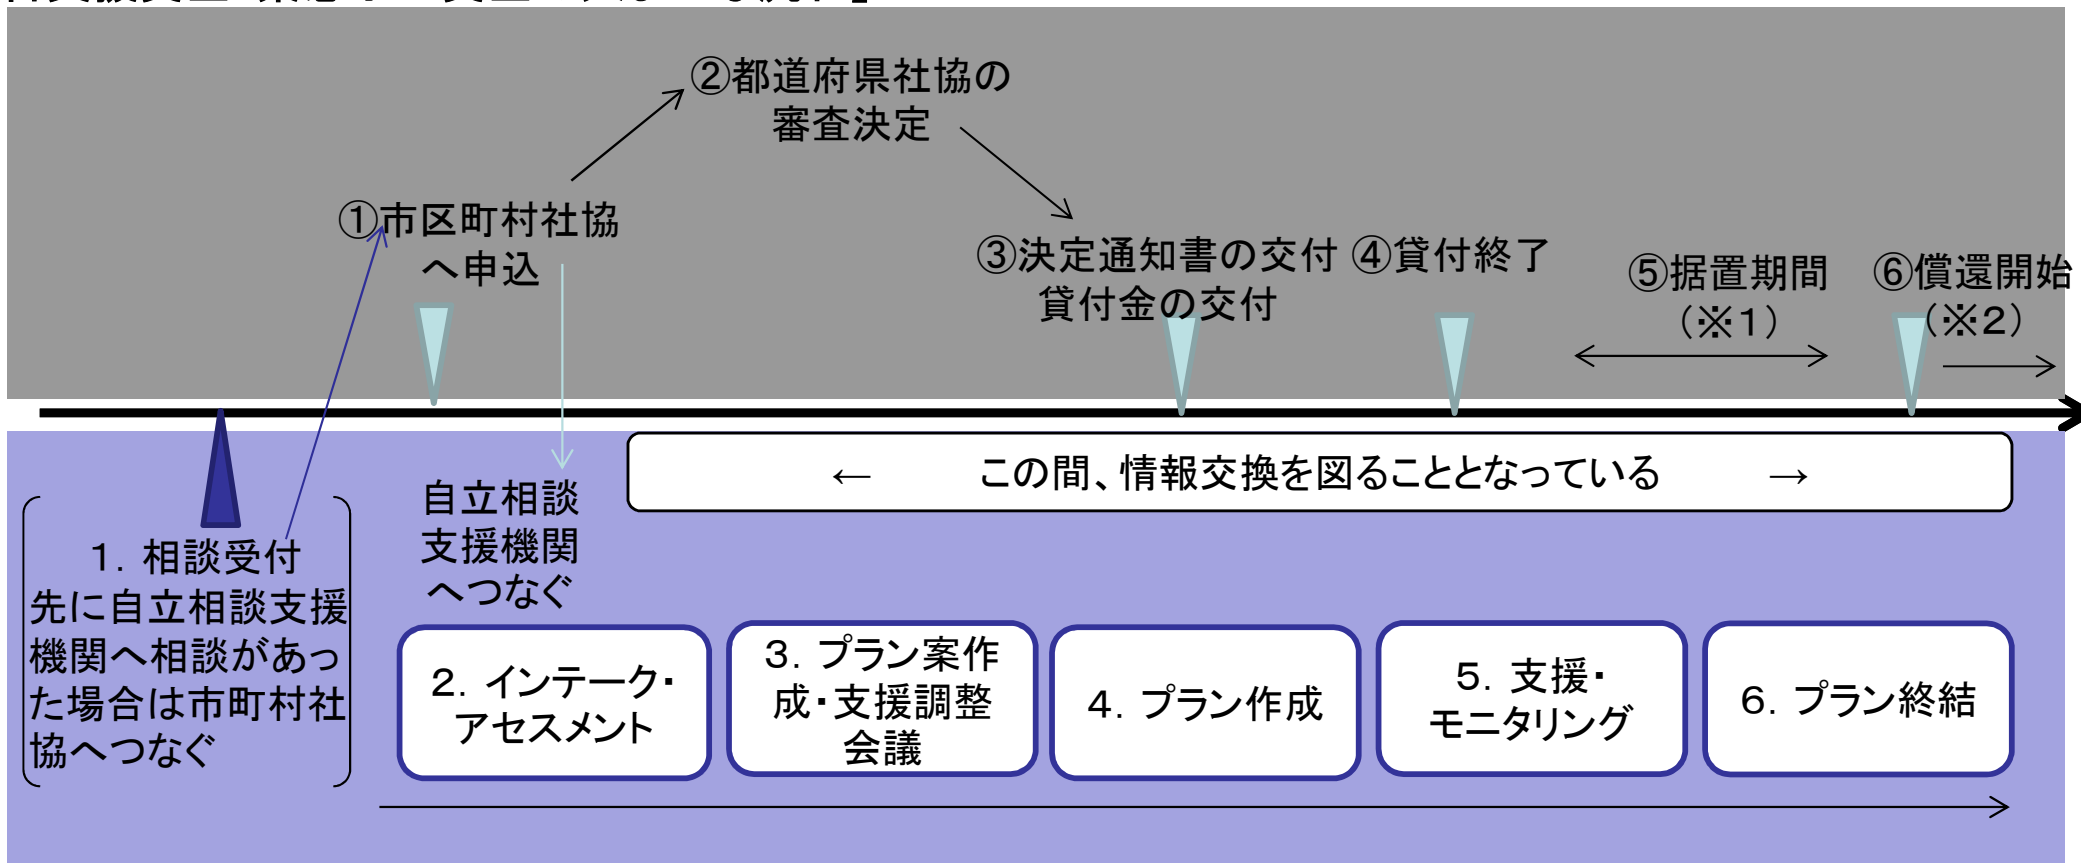 ②都道府県社協の
審査決定
①市区町村社協
へ申込
③決定通知書の交付
貸付金の交付
④貸付終了
⑤据置期間
（※1）
⑥償還開始
（※2）
← この間、情報交換を図ることとなっている →
自立相談
支援機関
へつなぐ
1．相談受付
先に自立相談支援
機関へ相談があっ
た場合は市町村社
協へつなぐ
2．インテーク・
アセスメント
3．プラン案作
成・支援調整
会議
4．プラン作成
5．支援・
モニタリング
6．プラン終結